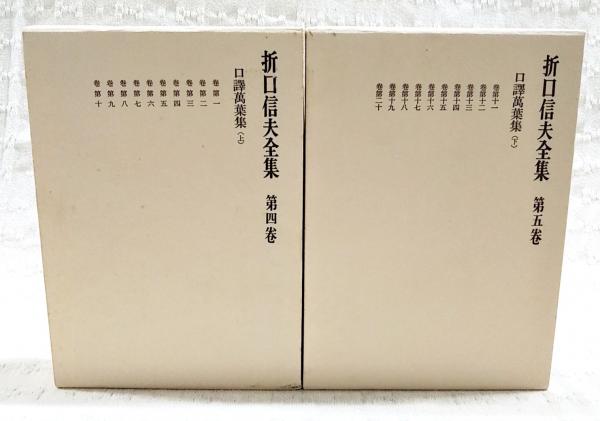 折口信夫全集 第四巻
口譯萬葉集(上)
巻第一
巻第二
巻第三
巻第四
巻第五
巻第六
巻第七
巻第八
巻第九
巻第十
折口信夫全集 第五巻
口譯萬葉集(下)
巻第十一
巻第十二
巻第十三
巻第十四
巻第十五
巻第十六
巻第十七
巻第十八
巻第十九
巻第二十